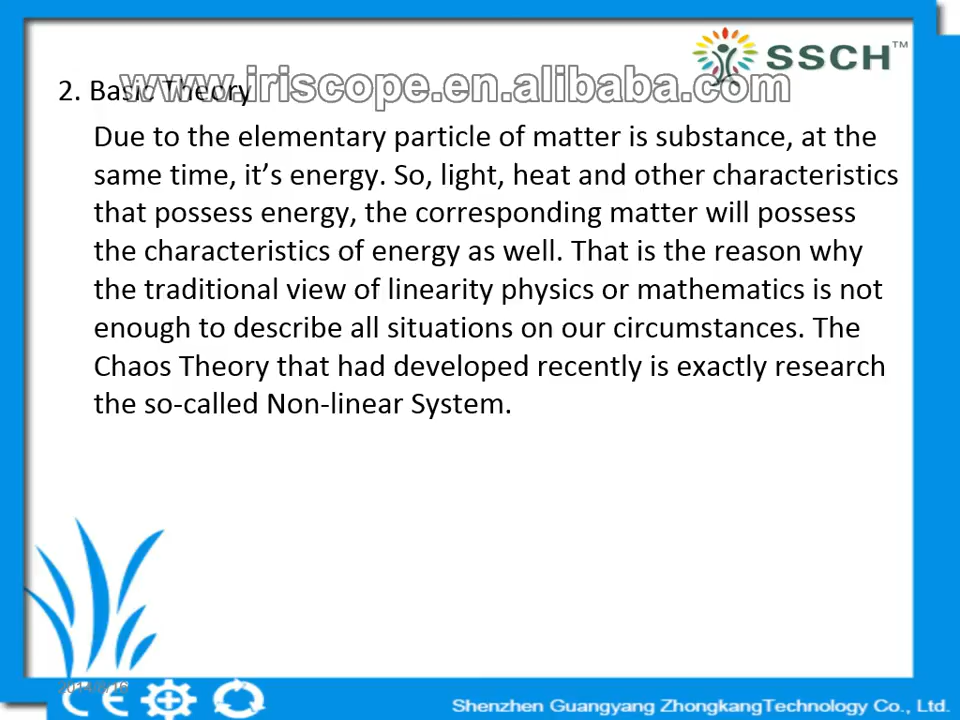 SSCH™
www.iriscope.en.alibaba.com
2. Basic Theory
Due to the elementary particle of matter is substance, at the
same time, it's energy. So, light, heat and other characteristics
that possess energy, the corresponding matter will possess
the characteristics of energy as well. That is the reason why
the traditional view of linearity physics or mathematics is not
enough to describe all situations on our circumstances. The
Chaos Theory that had developed recently is exactly research
the so-called Non-linear System.
CE
Shenzhen Guangyang ZhongkangTechnology Co., Ltd.